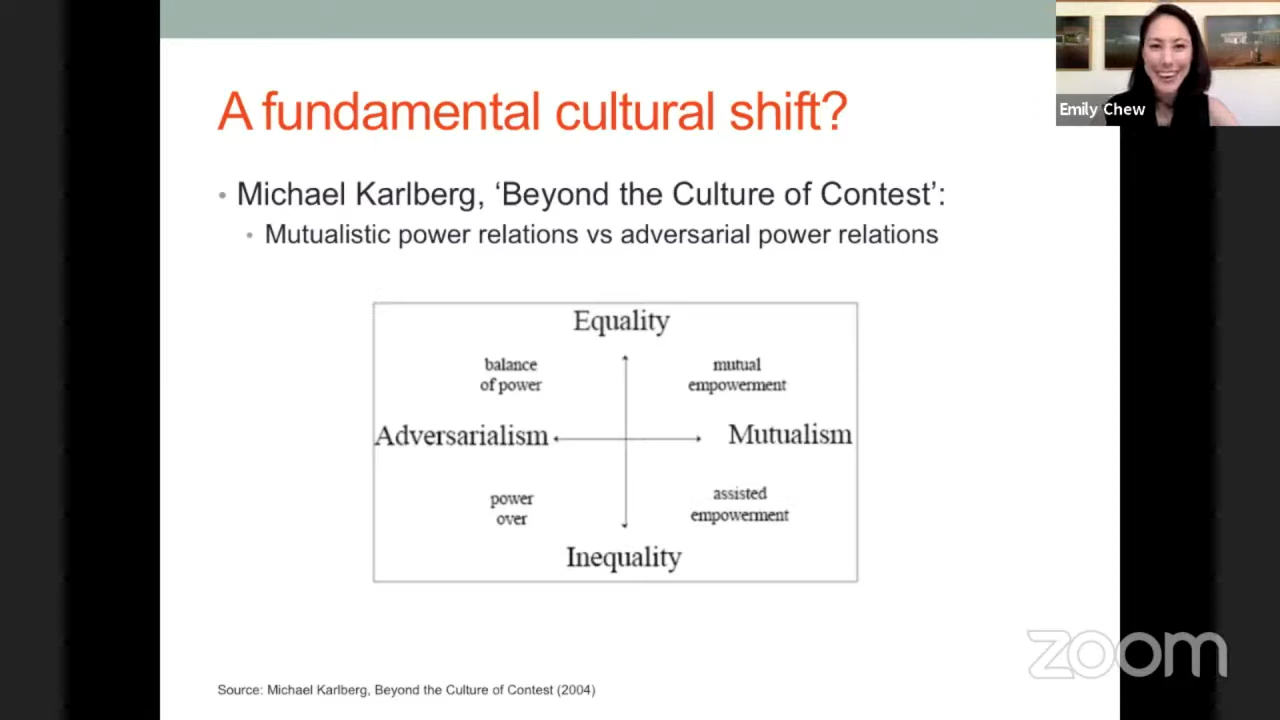 A fundamental cultural shift?
Emily Chew
• Michael Karlberg, ‘Beyond the Culture of Contest’:
• Mutualistic power relations vs adversarial power relations
Equality
balance
of power
mutual
empowerment
Adversarialism
Mutualism
power
over
assisted
empowerment
Inequality
zoom
Source: Michael Karlberg, Beyond the Culture of Contest (2004)